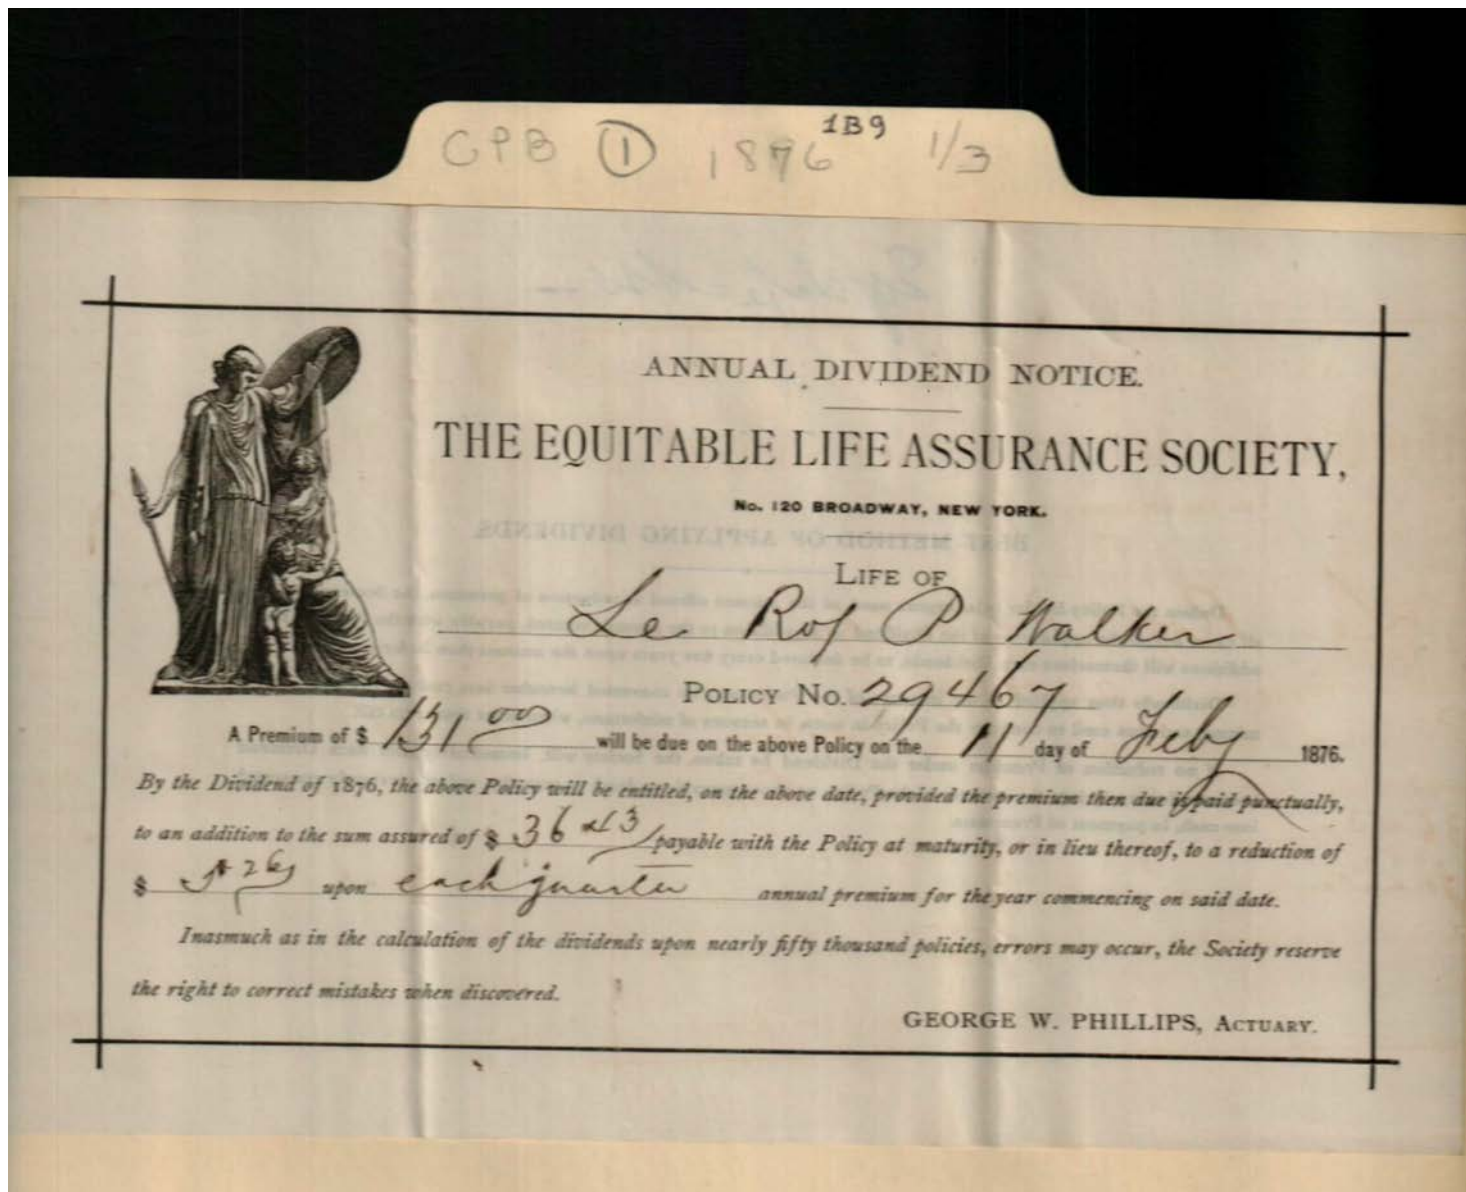 CPB ① 1876 1B9 1/3
ANNUAL DIVIDEND NOTICE.
THE EQUITABLE LIFE ASSURANCE SOCIETY,
No. 120 BROADWAY, NEW YORK.
BEST METHOD OF APPLYING DIVIDENDS.
LIFE OF
Le Roy P Walker
POLICY No. 29467
A Premium of $ 131 00 will be due on the above Policy on the 11 day of Feby 1876.
By the Dividend of 1876, the above Policy will be entitled, on the above date, provided the premium then due is paid punctually,
to an addition to the sum assured of $ 36 43 payable with the Policy at maturity, or in lieu thereof, to a reduction of
$ upon each quarter annual premium for the year commencing on said date.
Inasmuch as in the calculation of the dividends upon nearly fifty thousand policies, errors may occur, the Society reserve
the right to correct mistakes when discovered.
GEORGE W. PHILLIPS, ACTUARY.